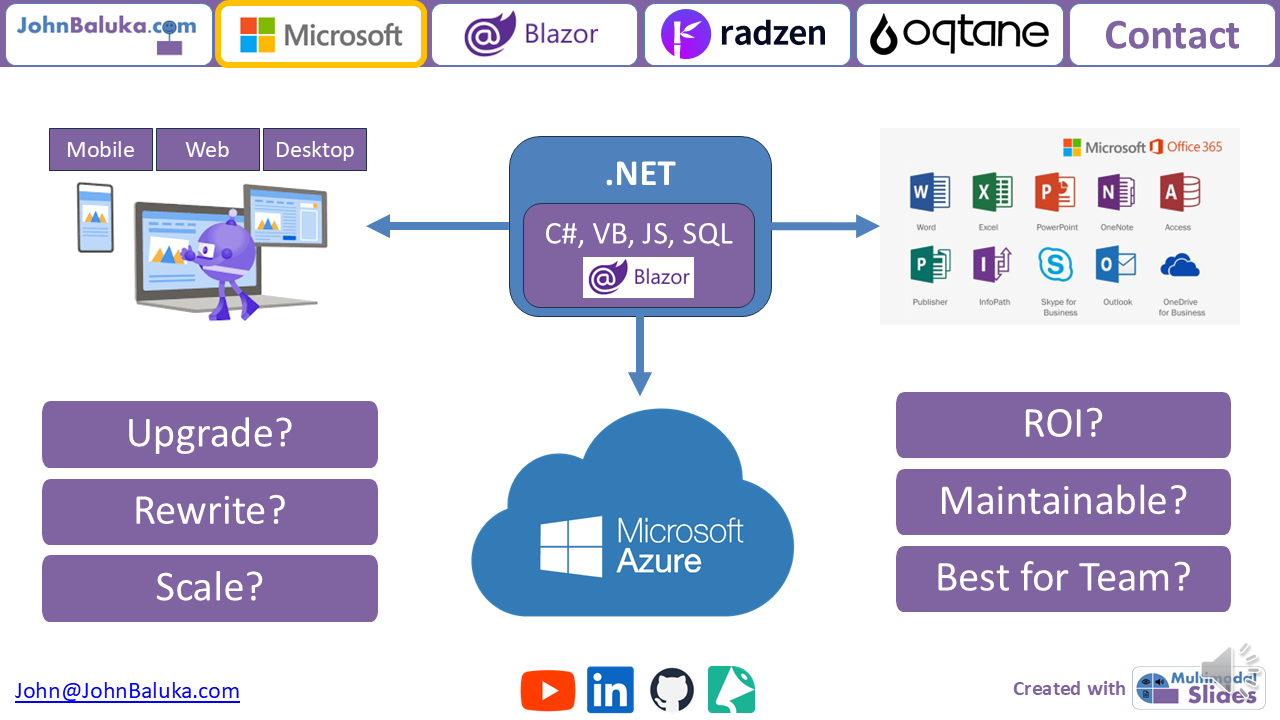 JohnBaluka.com
Microsoft
@ Blazor
radzen
oqtane
Contact
Mobile
Web
Desktop
.NET
C#, VB, JS, SQL
@ Blazor
Microsoft Office 365
W X P N A
Word Excel PowerPoint OneNote Access
P I S O
Publisher InfoPath Skype for Business Outlook OneDrive for Business
Upgrade?
Rewrite?
Scale?
Microsoft
Azure
ROI?
Maintainable?
Best for Team?
John@JohnBaluka.com
in
Created with
Multimodal
Slides